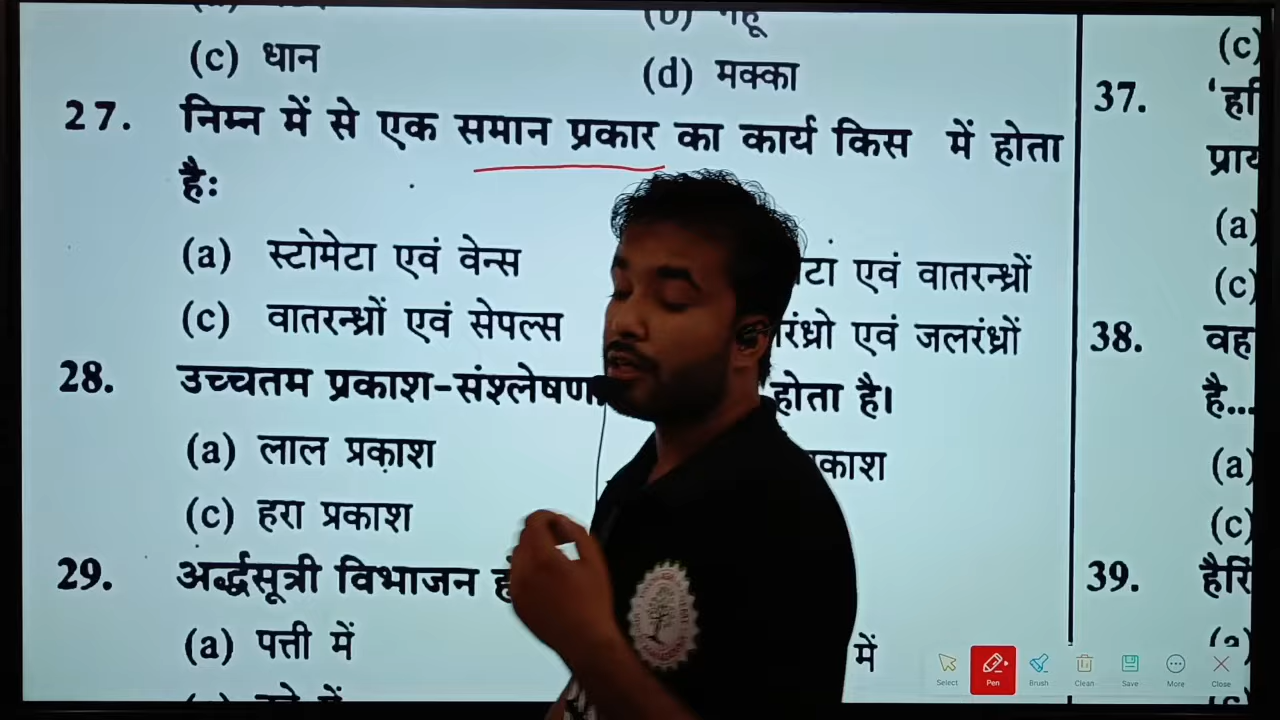 (c) धान
(d) मक्का
27. निम्न में से एक समान प्रकार का कार्य किस में होता
है:
(a) स्टोमेटा एवं वेन्स
एवं वातरन्ध्रों
(c) वातरन्ध्रों एवं सेपल्स
एवं जलरंध्रों
28. उच्चतम प्रकाश-संश्लेषण
होता है।
(a) लाल प्रकाश
(c) हरा प्रकाश
29. अर्द्धसूत्री विभाजन
(a) पत्ती में
में
(c)
37.
(a)
(c)
38. वह
है...
(a)
(c)
39.
Select
Pen
Brush
Clean
Save
More
Close